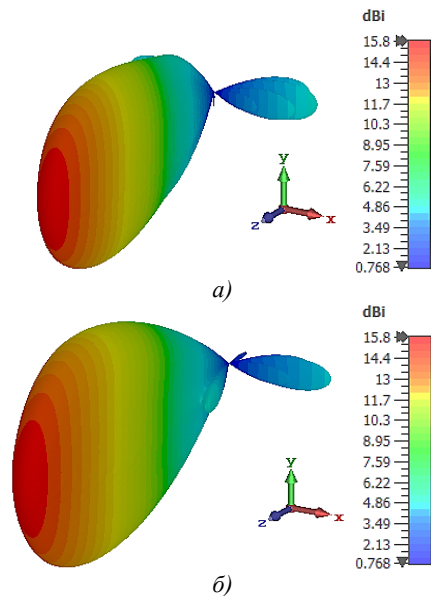 dBi
15.8
14.4
13
11.7
10.3
8.95
7.59
6.22
4.86
3.49
2.13
0.768
y
z
x
а)
dBi
15.8
14.4
13
11.7
10.3
8.95
7.59
6.22
4.86
3.49
2.13
0.768
y
z
x
б)